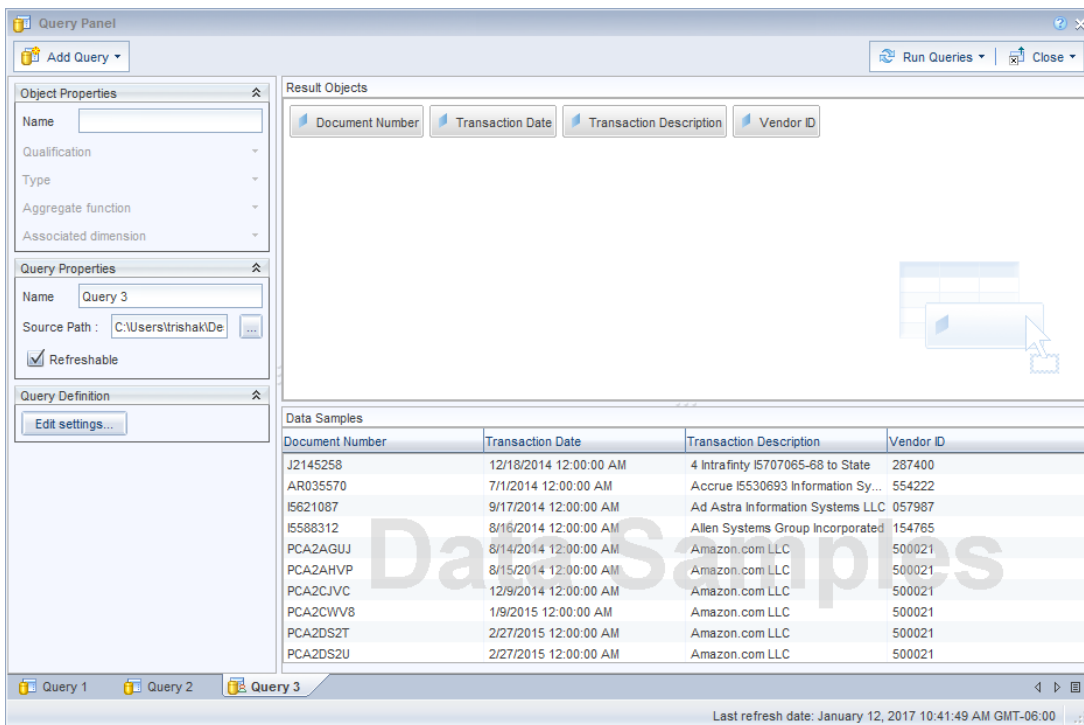 Query Panel
Add Query
Run Queries
Close
Object Properties
Name
Qualification
Type
Aggregate function
Associated dimension
Query Properties
Name Query 3
Source Path : C:\Users\trishak\De ...
Refreshable
Query Definition
Edit settings...
Result Objects
Document Number Transaction Date Transaction Description Vendor ID
Data Samples
Document Number Transaction Date Transaction Description Vendor ID
J2145258 12/18/2014 12:00:00 AM 4 Intrafinty I5707065-68 to State 287400
AR035570 7/1/2014 12:00:00 AM Accrue I5530693 Information Sy... 554222
I5621087 9/17/2014 12:00:00 AM Ad Astra Information Systems LLC 057987
I5588312 8/16/2014 12:00:00 AM Allen Systems Group Incorporated 154765
PCA2AGUJ 8/14/2014 12:00:00 AM Amazon.com LLC 500021
PCA2AHVP 8/15/2014 12:00:00 AM Amazon.com LLC 500021
PCA2CJVC 12/9/2014 12:00:00 AM Amazon.com LLC 500021
PCA2CWV8 1/9/2015 12:00:00 AM Amazon.com LLC 500021
PCA2DS2T 2/27/2015 12:00:00 AM Amazon.com LLC 500021
PCA2DS2U 2/27/2015 12:00:00 AM Amazon.com LLC 500021
Data Samples
Query 1 Query 2 Query 3
Last refresh date: January 12, 2017 10:41:49 AM GMT-06:00